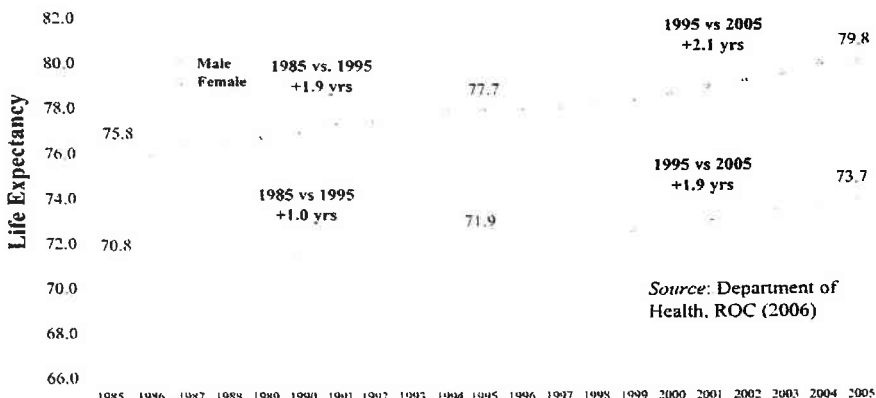 82.0
80.0
78.0
76.0
74.0
72.0
70.0
68.0
66.0
Life Expectancy
Male
Female
1985 vs. 1995
+1.9 yrs
1995 vs 2005
+2.1 yrs
79.8
77.7
75.8
1985 vs 1995
+1.0 yrs
1995 vs 2005
+1.9 yrs
73.7
71.9
70.8
Source: Department of
Health, ROC (2006)
1985 1986 1987 1988 1989 1990 1991 1992 1993 1994 1995 1996 1997 1998 1999 2000 2001 2002 2003 2004 2005